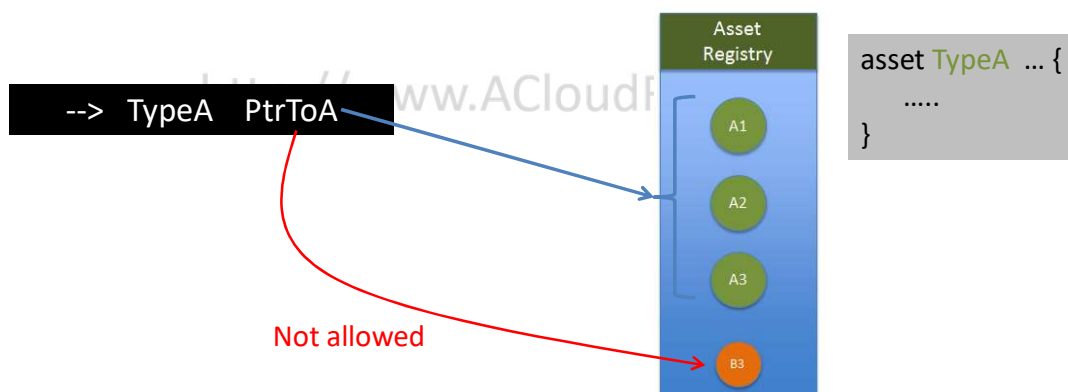 Asset
Registry
asset TypeA … {
…..
}
--> TypeA PtrToA
A1
A2
A3
Not allowed
B3